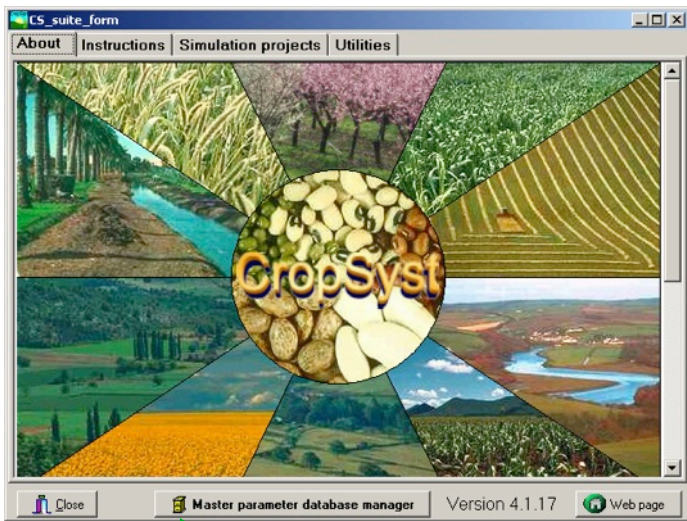 CS_suite_form
About Instructions Simulation projects Utilities
CropSyst
Close Master parameter database manager Version 4.1.17 Web page